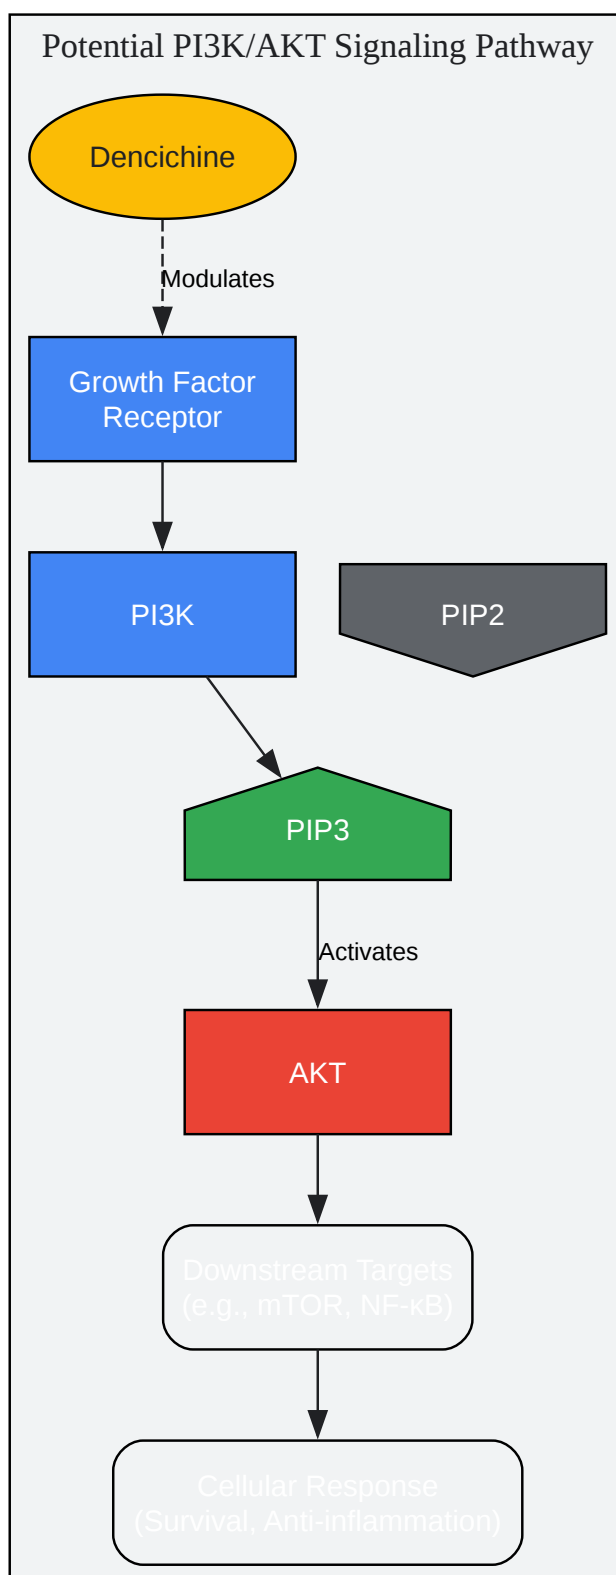 Potential PI3K/AKT Signaling Pathway
Dencichine
Modulates
Growth Factor
Receptor
PI3K
PIP2
PIP3
Activates
AKT
Downstream Targets
(e.g., mTOR, NF-κB)
Cellular Response
(Survival, Anti-inflammation)